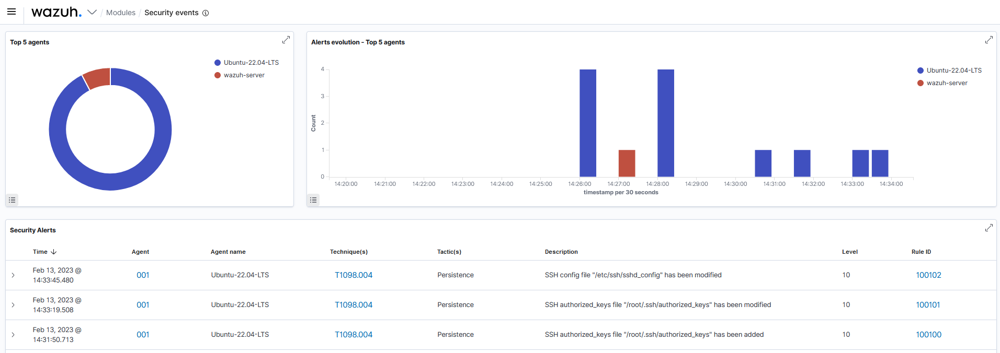 wazuh. / Modules / Security events
Top 5 agents
Ubuntu-22.04-LTS
wazuh-server
Alerts evolution - Top 5 agents
4
3
2
1
0
Count
14:20:00 14:21:00 14:22:00 14:23:00 14:24:00 14:25:00 14:26:00 14:27:00 14:28:00 14:29:00 14:30:00 14:31:00 14:32:00 14:33:00 14:34:00
timestamp per 30 seconds
Ubuntu-22.04-LTS
wazuh-server
Security Alerts
Time Agent Agent name Technique(s) Tactic(s) Description Level Rule ID
Feb 13, 2023 @
14:33:45.480
001 Ubuntu-22.04-LTS T1098.004 Persistence SSH config file "/etc/ssh/sshd_config" has been modified 10 100102
Feb 13, 2023 @
14:33:19.508
001 Ubuntu-22.04-LTS T1098.004 Persistence SSH authorized_keys file "/root/.ssh/authorized_keys" has been modified 10 100101
Feb 13, 2023 @
14:31:50.713
001 Ubuntu-22.04-LTS T1098.004 Persistence SSH authorized_keys file "/root/.ssh/authorized_keys" has been added 10 100100